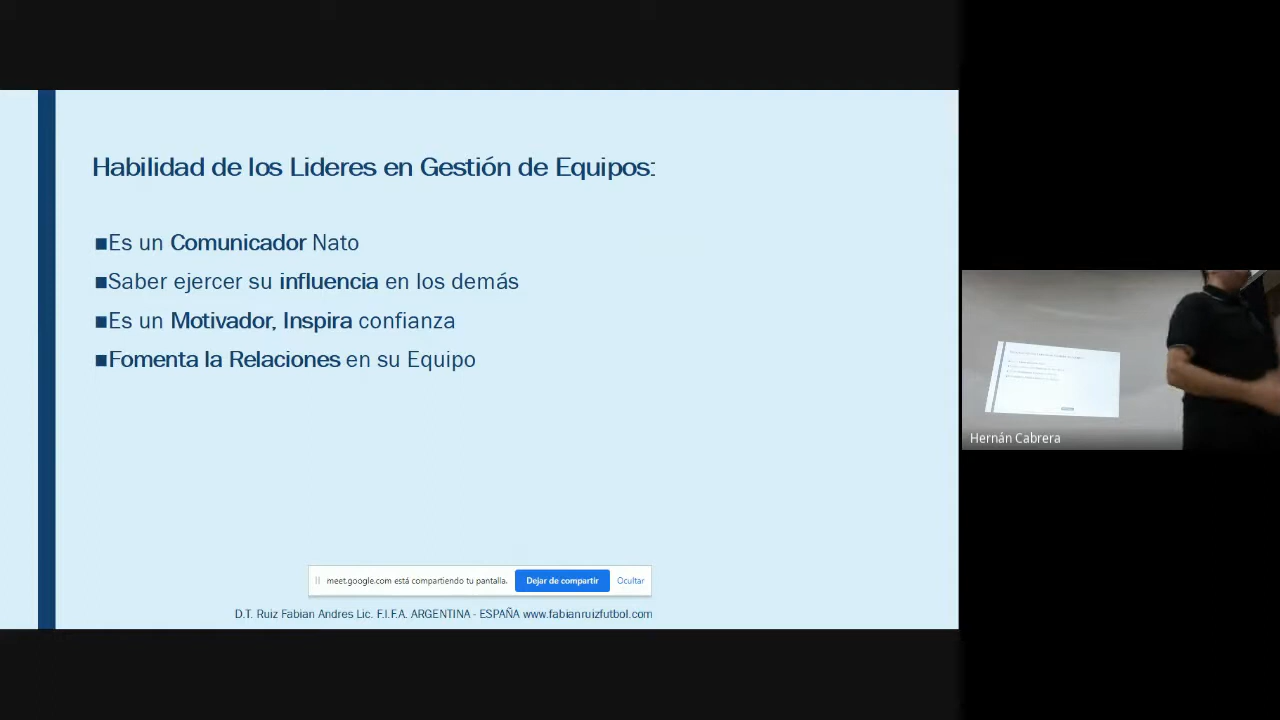 Habilidad de los Lideres en Gestión de Equipos:
■Es un Comunicador Nato
■Saber ejercer su influencia en los demás
■Es un Motivador, Inspira confianza
■Fomenta la Relaciones en su Equipo
meet.google.com está compartiendo tu pantalla.
Dejar de compartir
Ocultar
D.T. Ruiz Fabian Andres Lic. F.I.F.A. ARGENTINA - ESPAÑA www.fabianruizfutbol.com
Hernán Cabrera